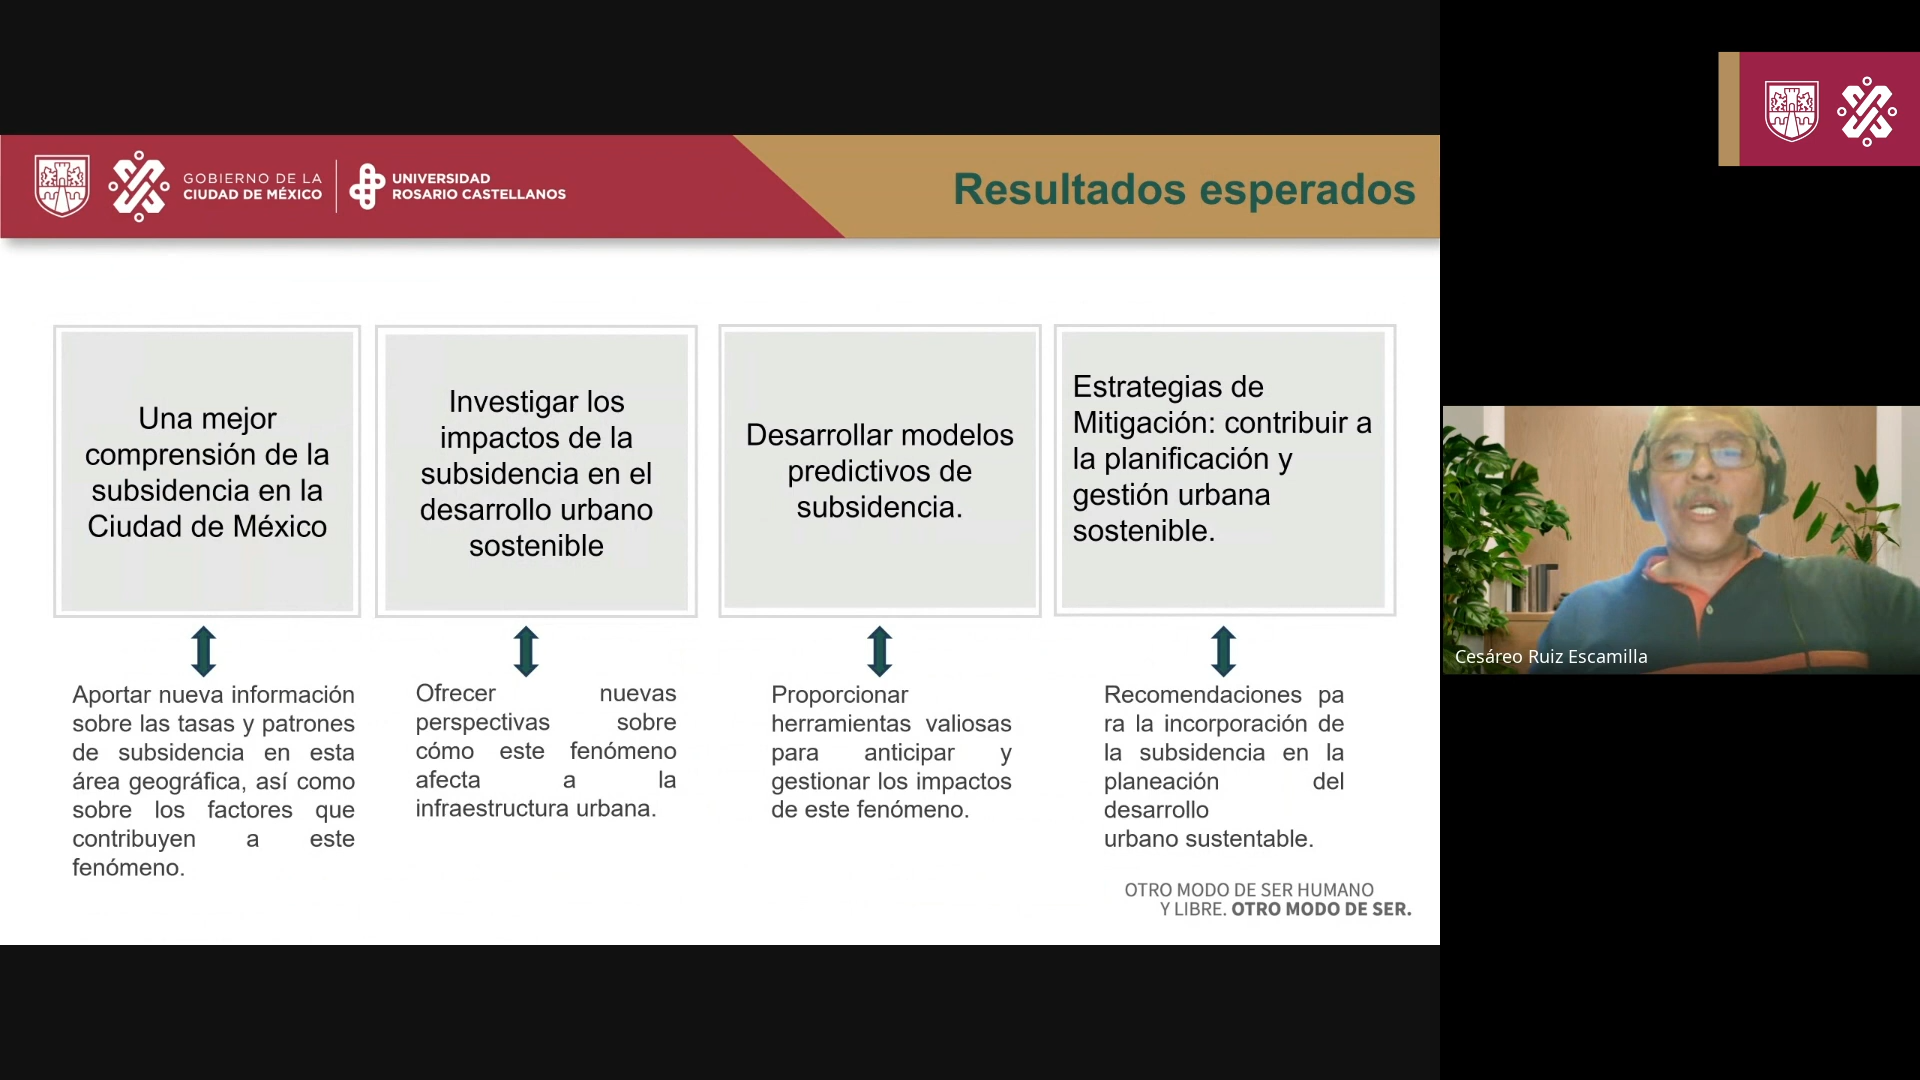 GOBIERNO DE LA
CIUDAD DE MÉXICO
UNIVERSIDAD
ROSARIO CASTELLANOS
Resultados esperados
Una mejor
comprensión de la
subsidencia en la
Ciudad de México
Investigar los
impactos de la
subsidencia en el
desarrollo urbano
sostenible
Desarrollar modelos
predictivos de
subsidencia.
Estrategias de
Mitigación: contribuir a
la planificación y
gestión urbana
sostenible.
Aportar nueva información
sobre las tasas y patrones
de subsidencia en esta
área geográfica, así como
sobre los factores que
contribuyen a este
fenómeno.
Ofrecer nuevas
perspectivas sobre
cómo este fenómeno
afecta a la
infraestructura urbana.
Proporcionar
herramientas valiosas
para anticipar y
gestionar los impactos
de este fenómeno.
Recomendaciones pa
ra la incorporación de
la subsidencia en la
planeación del
desarrollo
urbano sustentable.
OTRO MODO DE SER HUMANO
Y LIBRE. OTRO MODO DE SER.
Cesáreo Ruiz Escamilla